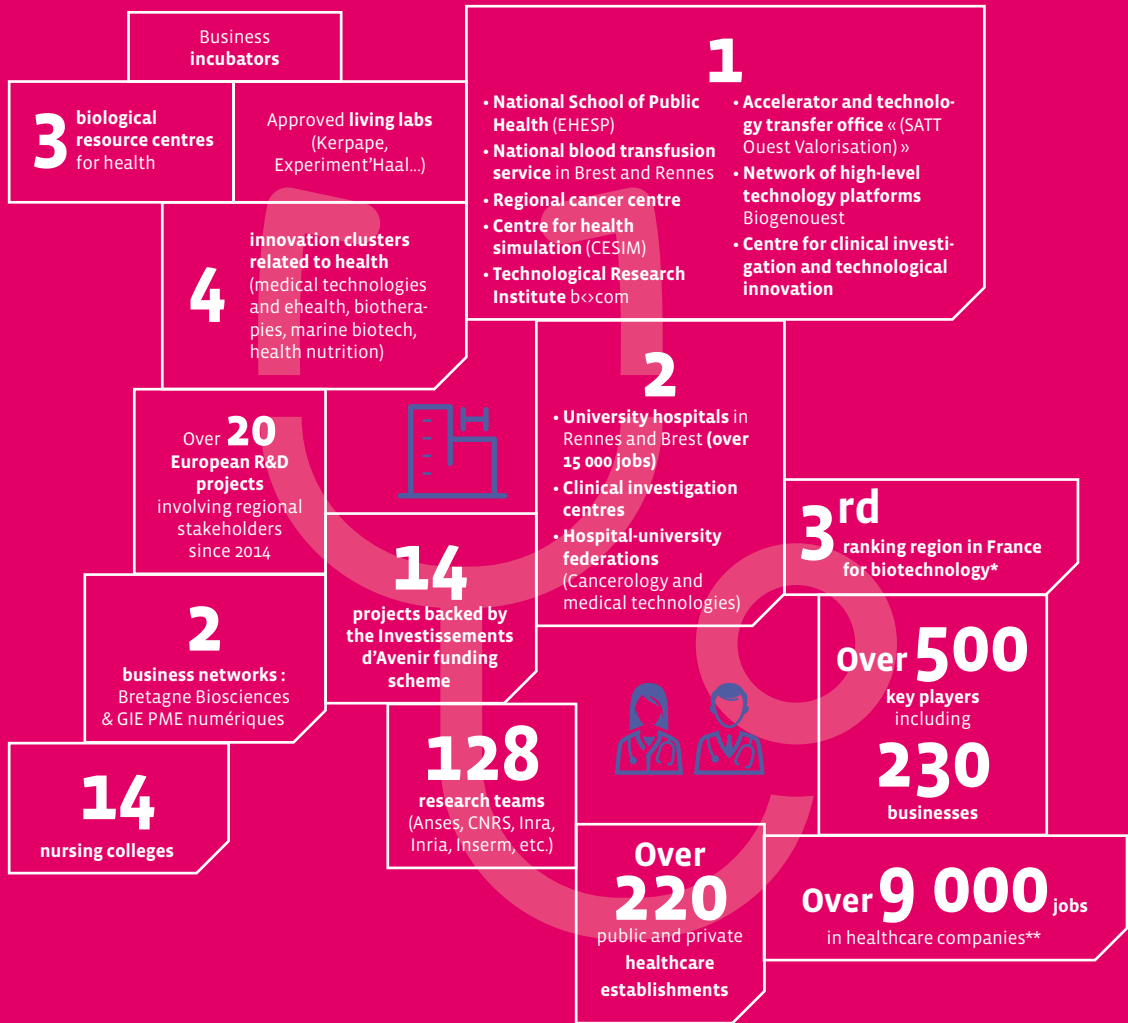 Business
incubators
3
biological
resource centres
for health
Approved living labs
(Kerpape,
Experiment'Haal...)
1
• National School of Public
Health (EHESP)
• National blood transfusion
service in Brest and Rennes
• Regional cancer centre
• Centre for health
simulation (CESIM)
• Technological Research
Institute b<>com
• Accelerator and technolo-
gy transfer office « (SATT
Ouest Valorisation) »
• Network of high-level
technology platforms
Biogenouest
• Centre for clinical investi-
gation and technological
innovation
4
innovation clusters
related to health
(medical technologies
and ehealth, biothera-
pies, marine biotech,
health nutrition)
2
• University hospitals in
Rennes and Brest (over
15 000 jobs)
• Clinical investigation
centres
• Hospital-university
federations
(Cancerology and
medical technologies)
Over 20
European R&D
projects
involving regional
stakeholders
since 2014
H
14
projects backed by
the Investissements
d'Avenir funding
scheme
3rd
ranking region in France
for biotechnology*
2
business networks :
Bretagne Biosciences
& GIE PME numériques
Over 500
key players
including
230
businesses
128
research teams
(Anses, CNRS, Inra,
Inria, Inserm, etc.)
14
nursing colleges
Over
220
public and private
healthcare
establishments
Over 9 000 jobs
in healthcare companies**